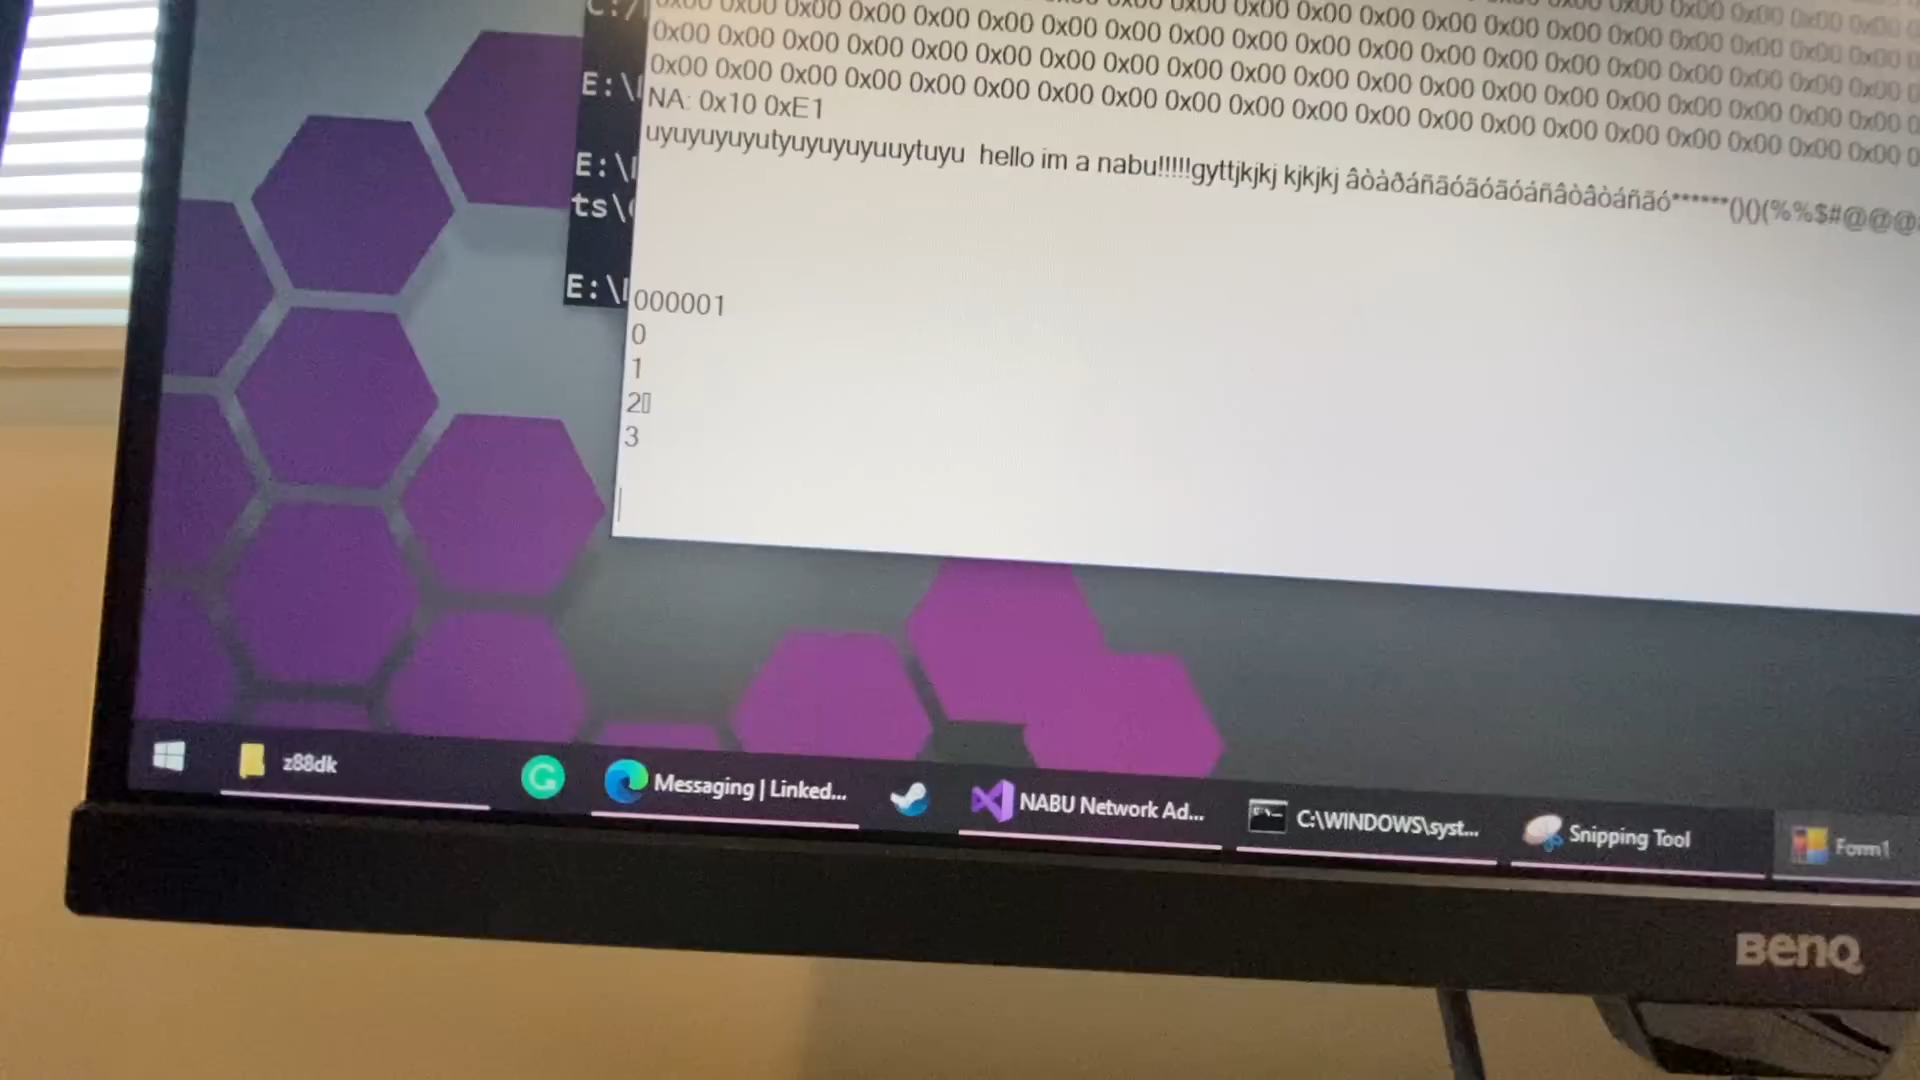 C:/
0x00 0x00 0x00 0x00 0x00 0x00 0x00 0x00 0x00 0x00 0x00 0x00 0x00 0x00 0x00 0x00 0x00 0x00 0x00
0x00 0x00 0x00 0x00 0x00 0x00 0x00 0x00 0x00 0x00 0x00 0x00 0x00 0x00 0x00 0x00 0x00 0x00 0x00
0x00 0x00 0x00 0x00 0x00 0x00 0x00 0x00 0x00 0x00 0x00 0x00 0x00 0x00 0x00 0x00 0x00 0x00 0x00
E:\
NA: 0x10 0xE1
uyuyuyuyutyuyuyuyuuytuyu hello im a nabu!!!!!gyttjkjkj kjkjkj âòàðáñãóãóãóáñâòâòáñãó******()()(%%$#@@@
E:\
ts\
E:\
000001
0
1
2▯
3
z88dk
Messaging | Linked...
NABU Network Ad...
C:\WINDOWS\syst...
Snipping Tool
Form1
BenQ